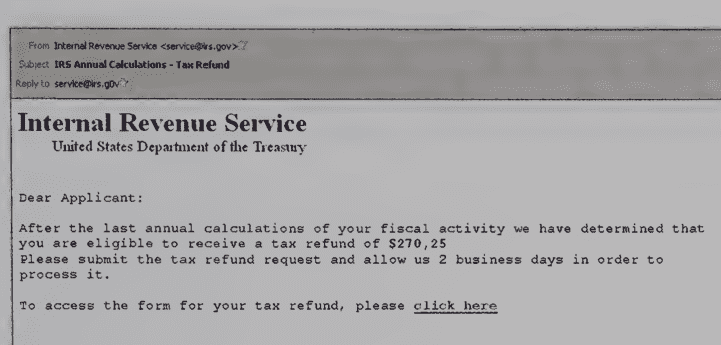 From Internal Revenue Service <service@irs.gov>
Subject IRS Annual Calculations - Tax Refund
Reply to service@irs.g0v
Internal Revenue Service
United States Department of the Treasury
Dear Applicant:
After the last annual calculations of your fiscal activity we have determined that
you are eligible to receive a tax refund of $270,25
Please submit the tax refund request and allow us 2 business days in order to
process it.
To access the form for your tax refund, please click here